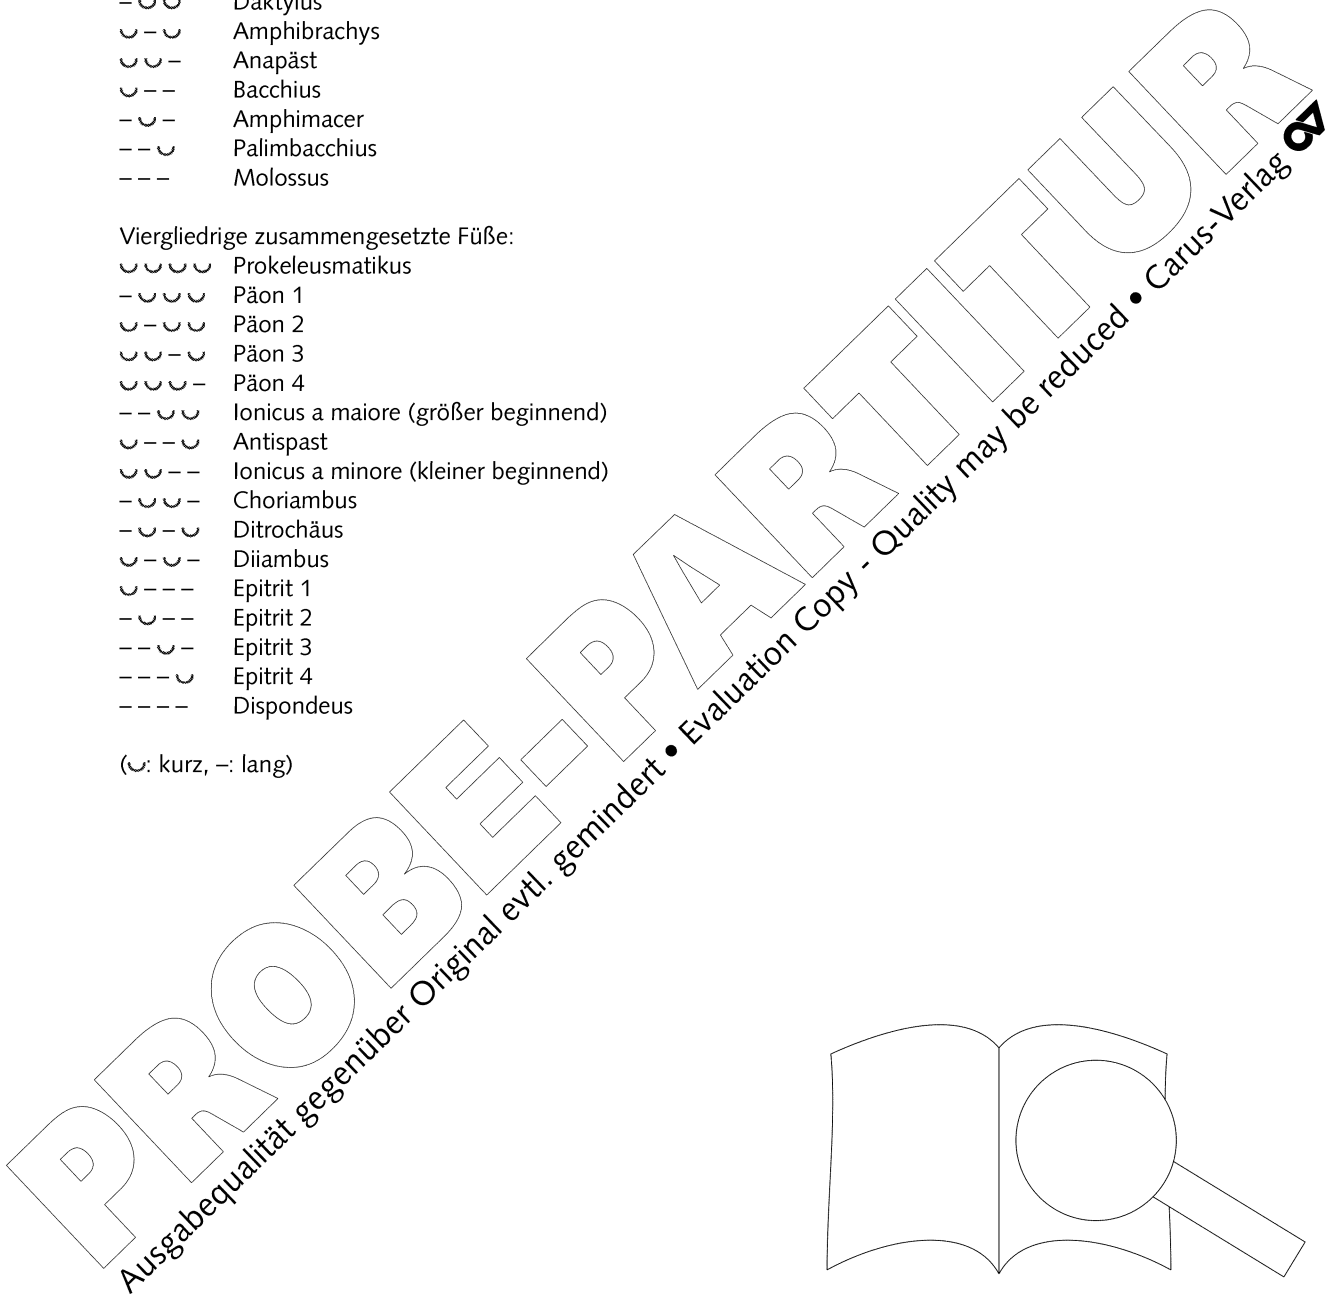 – ◡ ◡ Daktylus
◡ – ◡ Amphibrachys
◡ ◡ – Anapäst
◡ – – Bacchius
– ◡ – Amphimacer
– – ◡ Palimbacchius
– – – Molossus
Viergliedrige zusammengesetzte Füße:
◡ ◡ ◡ ◡ Prokeleusmatikus
– ◡ ◡ ◡ Päon 1
◡ – ◡ ◡ Päon 2
◡ ◡ – ◡ Päon 3
◡ ◡ ◡ – Päon 4
– – ◡ ◡ Ionicus a maiore (größer beginnend)
◡ – – ◡ Antispast
◡ ◡ – – Ionicus a minore (kleiner beginnend)
– ◡ ◡ – Choriambus
– ◡ – ◡ Ditrochäus
◡ – ◡ – Diiambus
◡ – – – Epitrit 1
– ◡ – – Epitrit 2
– – ◡ – Epitrit 3
– – – ◡ Epitrit 4
– – – – Dispondeus
(◡: kurz, –: lang)
PROBE-PARTITUR
Ausgabequalität gegenüber Original evtl. gemindert • Evaluation Copy - Quality may be reduced • Carus-Verlag